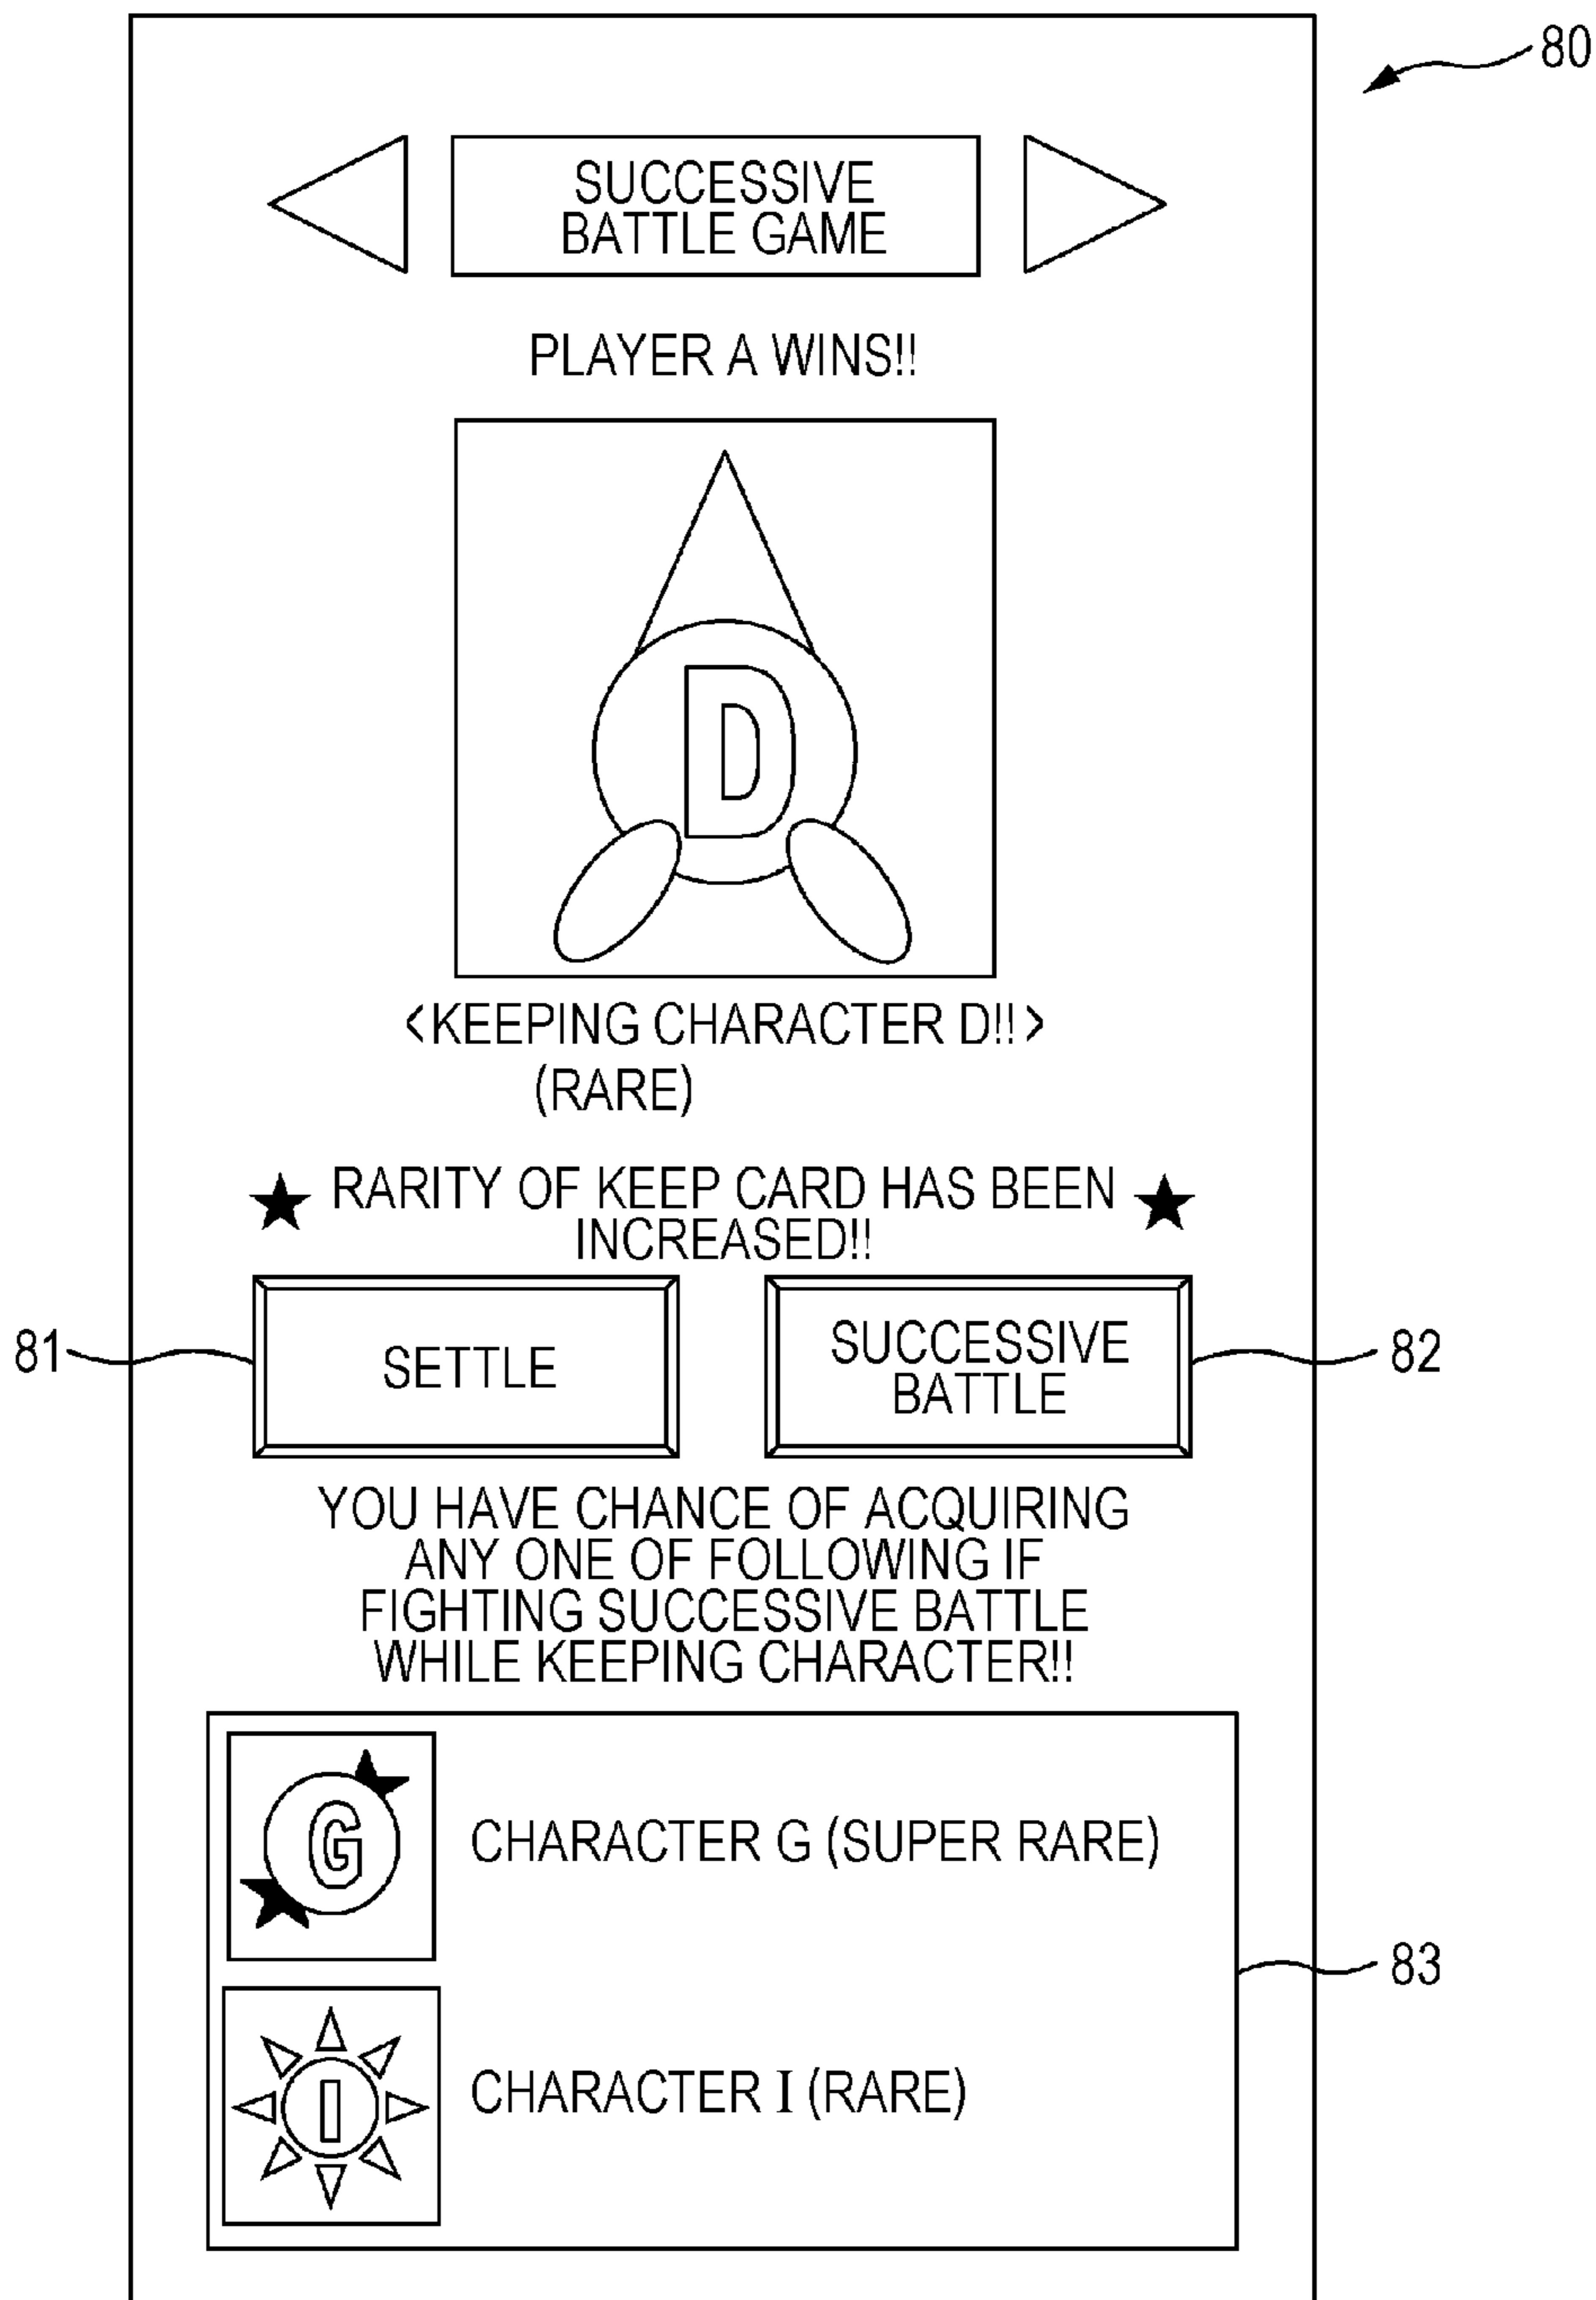 80
SUCCESSIVE
BATTLE GAME
PLAYER A WINS!!
D
<KEEPING CHARACTER D!!>
(RARE)
★ RARITY OF KEEP CARD HAS BEEN ★
INCREASED!!
81
SETTLE
SUCCESSIVE
BATTLE
82
YOU HAVE CHANCE OF ACQUIRING
ANY ONE OF FOLLOWING IF
FIGHTING SUCCESSIVE BATTLE
WHILE KEEPING CHARACTER!!
G
CHARACTER G (SUPER RARE)
83
I
CHARACTER I (RARE)